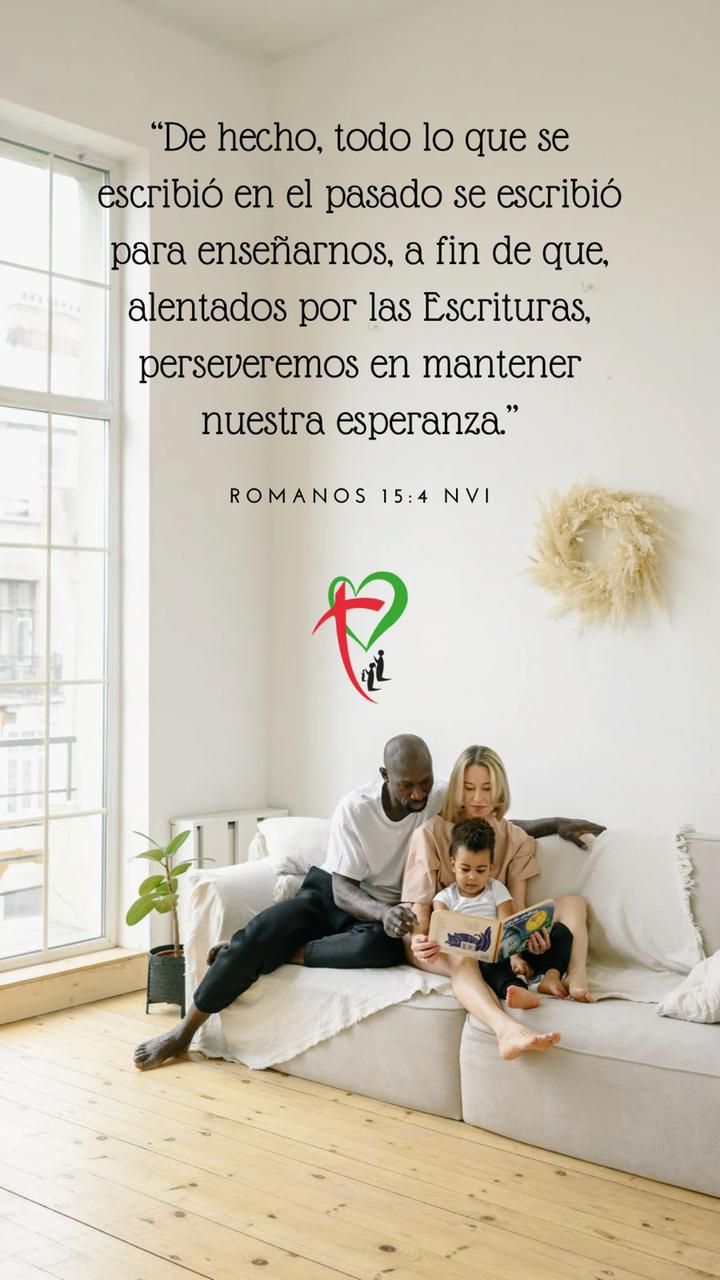 “De hecho, todo lo que se
escribió en el pasado se escribió
para enseñarnos, a fin de que,
alentados por las Escrituras,
perseveremos en mantener
nuestra esperanza.”
ROMANOS 15:4 NVI